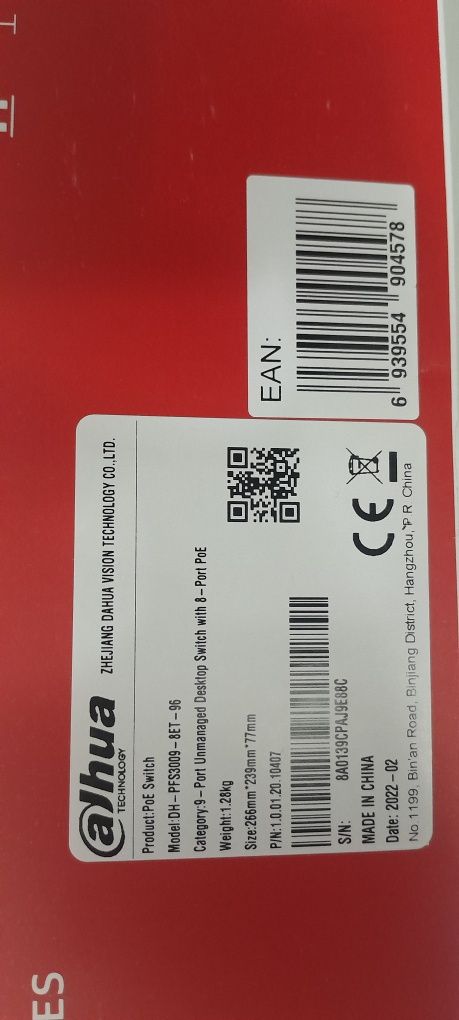 alhua
TECHNOLOGY
ZHEJIANG DAHUA VISION TECHNOLOGY CO.,LTD.
Product:PoE Switch
Model:DH-PFS3009-8ET-96
Category:9-Port Unmanaged Desktop Switch with 8-Port PoE
Weight:1.28kg
Size:266mm*239mm*77mm
P/N:1.0.01.20.10407
S/N: 8A0139CPAJ9E88C
MADE IN CHINA
Date: 2022-02
No 1199, Bin'an Road, Binjiang District, Hangzhou, P R China
CE
EAN:
6 939554 904578
ES